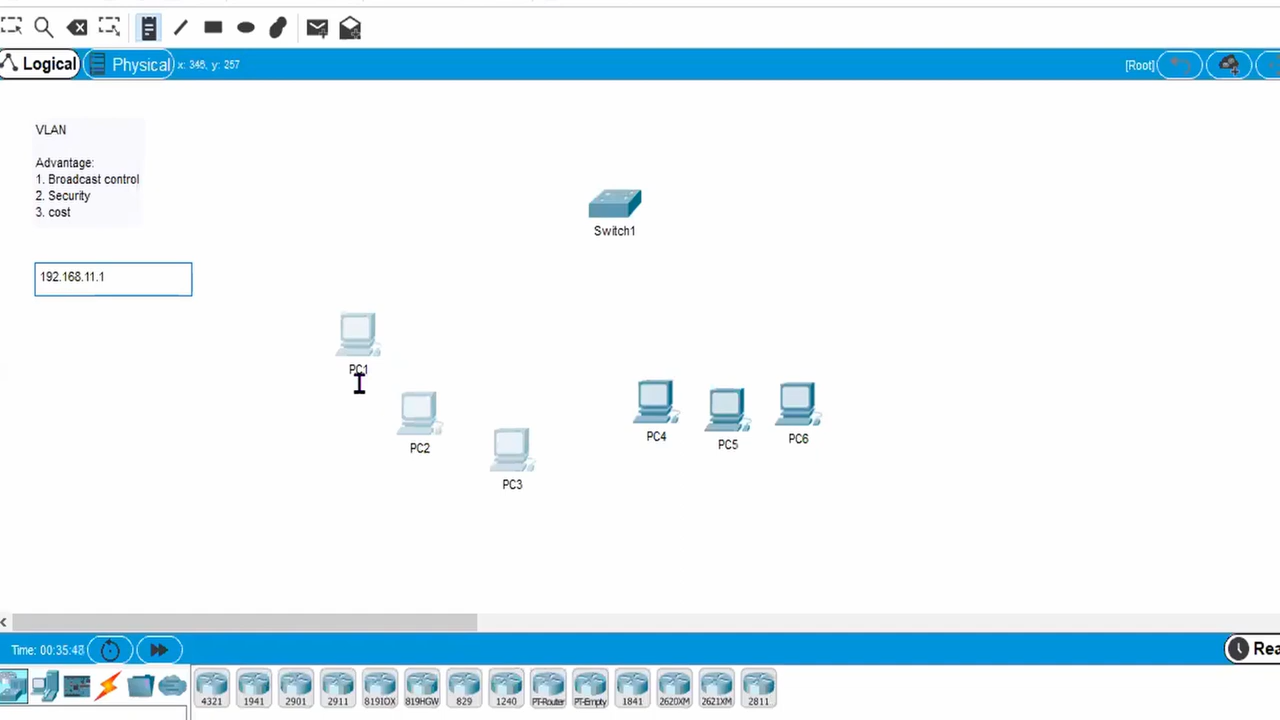 Logical
Physical
x: 346, y: 257
[Root]
VLAN
Advantage:
1. Broadcast control
2. Security
3. cost
192.168.11.1
Switch1
PC1
PC2
PC3
PC4
PC5
PC6
Time: 00:35:48
Rea
4321
1941
2901
2911
819IOX
819HGW
829
1240
PT-Router
PT-Empty
1841
2620XM
2621XM
2811